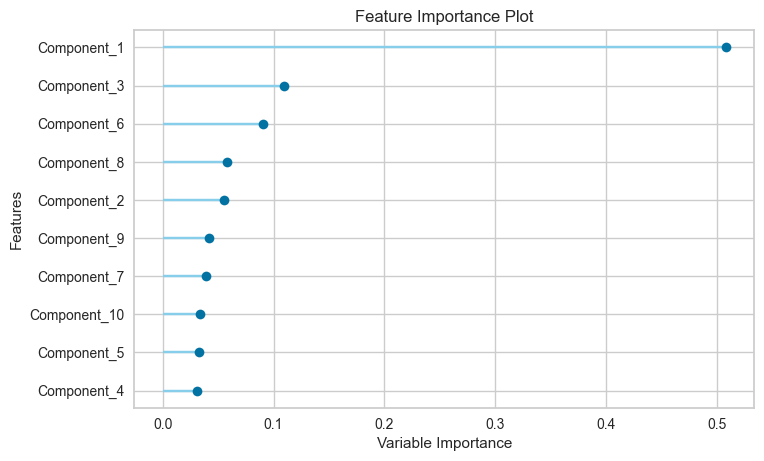 Feature Importance Plot
Component_1
Component_3
Component_6
Component_8
Component_2
Component_9
Component_7
Component_10
Component_5
Component_4
Features
0.0 0.1 0.2 0.3 0.4 0.5
Variable Importance